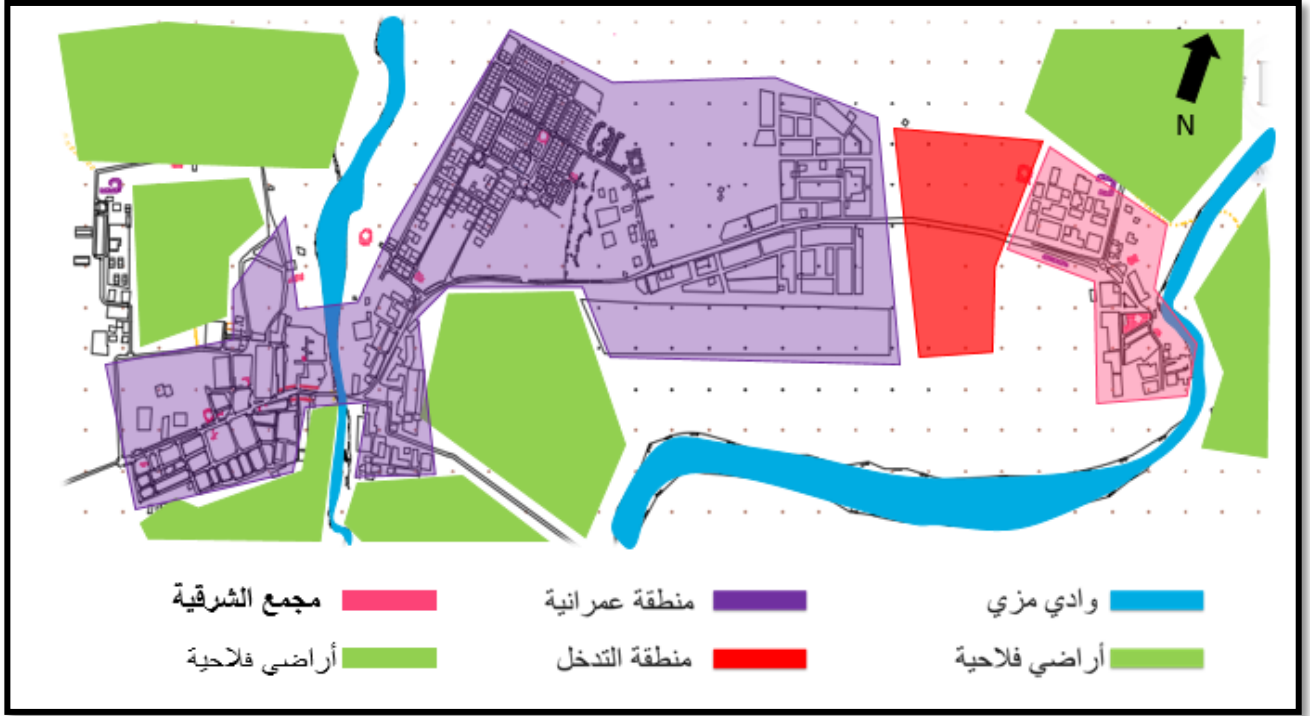 N
وادي مزي
منطقة عمرانية
مجمع الشرقية
أراضي فلاحية
منطقة التدخل
أراضي فلاحية